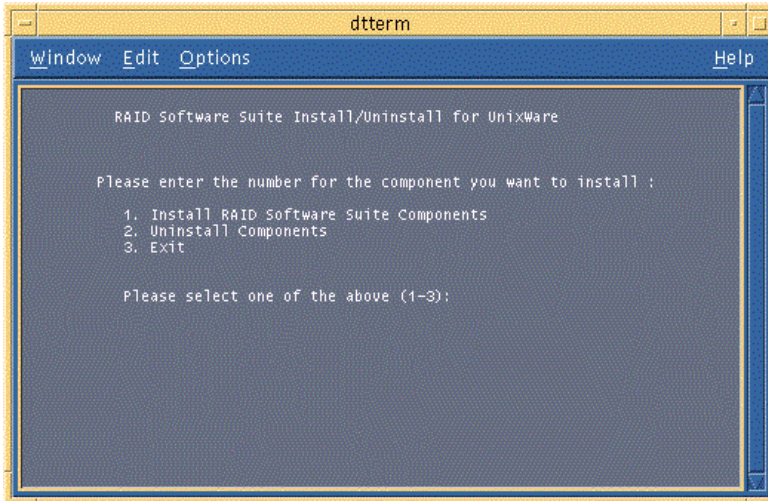 dtterm
Window Edit Options Help
RAID Software Suite Install/Uninstall for UnixWare
Please enter the number for the component you want to install :
1. Install RAID Software Suite Components
2. Uninstall Components
3. Exit
Please select one of the above (1-3):